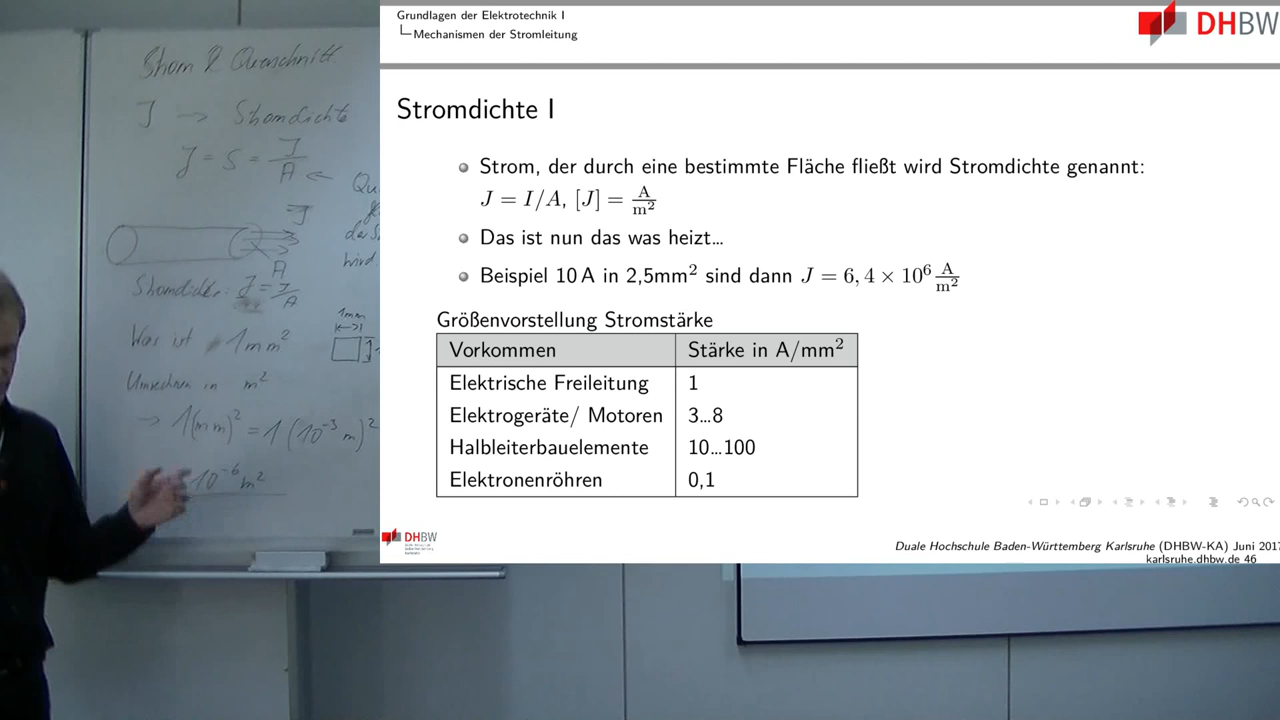 Strom & Querschnitt
J → Stromdichte
J = S = I/A ←
Qu
der S
wird
I
A
Stromdichte: J = I/A
Was ist 1mm²
1mm
Umrechnen in m²
→ 1(mm)² = 1(10⁻³m)²
10⁻⁶ m²
Grundlagen der Elektrotechnik I
Mechanismen der Stromleitung
DHBW
Stromdichte I
Strom, der durch eine bestimmte Fläche fließt wird Stromdichte genannt:
J = I/A, [J] = A/m²
Das ist nun das was heizt...
Beispiel 10 A in 2,5mm² sind dann J = 6, 4 × 10⁶ A/m²
Größenvorstellung Stromstärke
Vorkommen Stärke in A/mm²
Elektrische Freileitung 1
Elektrogeräte/ Motoren 3...8
Halbleiterbauelemente 10...100
Elektronenröhren 0,1
DHBW
Duale Hochschule Baden-Württemberg Karlsruhe (DHBW-KA) Juni 2017
karlsruhe.dhbw.de 46